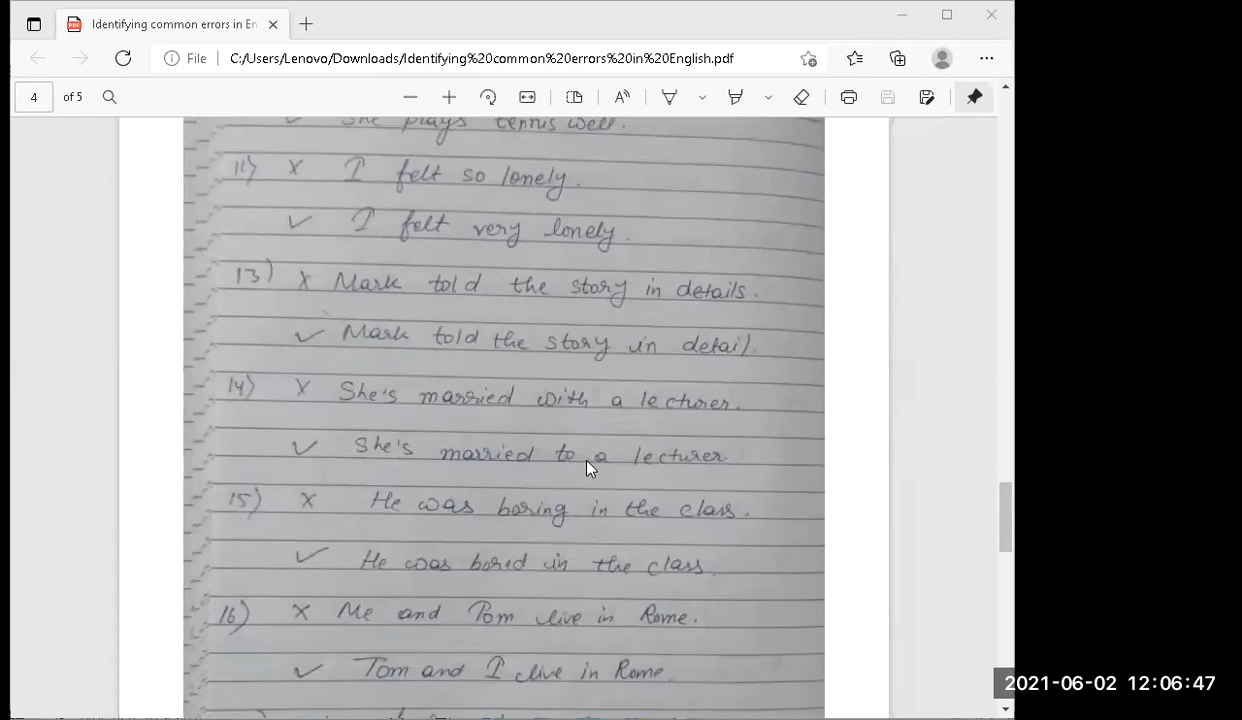 Identifying common errors in En
File C:/Users/Lenovo/Downloads/Identifying%20common%20errors%20in%20English.pdf
4 of 5
She plays tennis well.
11) X I felt so lonely.
✓ I felt very lonely.
13) X Mark told the story in details.
✓ Mark told the story in detail.
14) X She's married with a lecturer.
✓ She's married to a lecturer
15) X He was boring in the class.
✓ He was bored in the class.
16) X Me and Tom live in Rome.
✓ Tom and I live in Rome.
2021-06-02 12:06:47